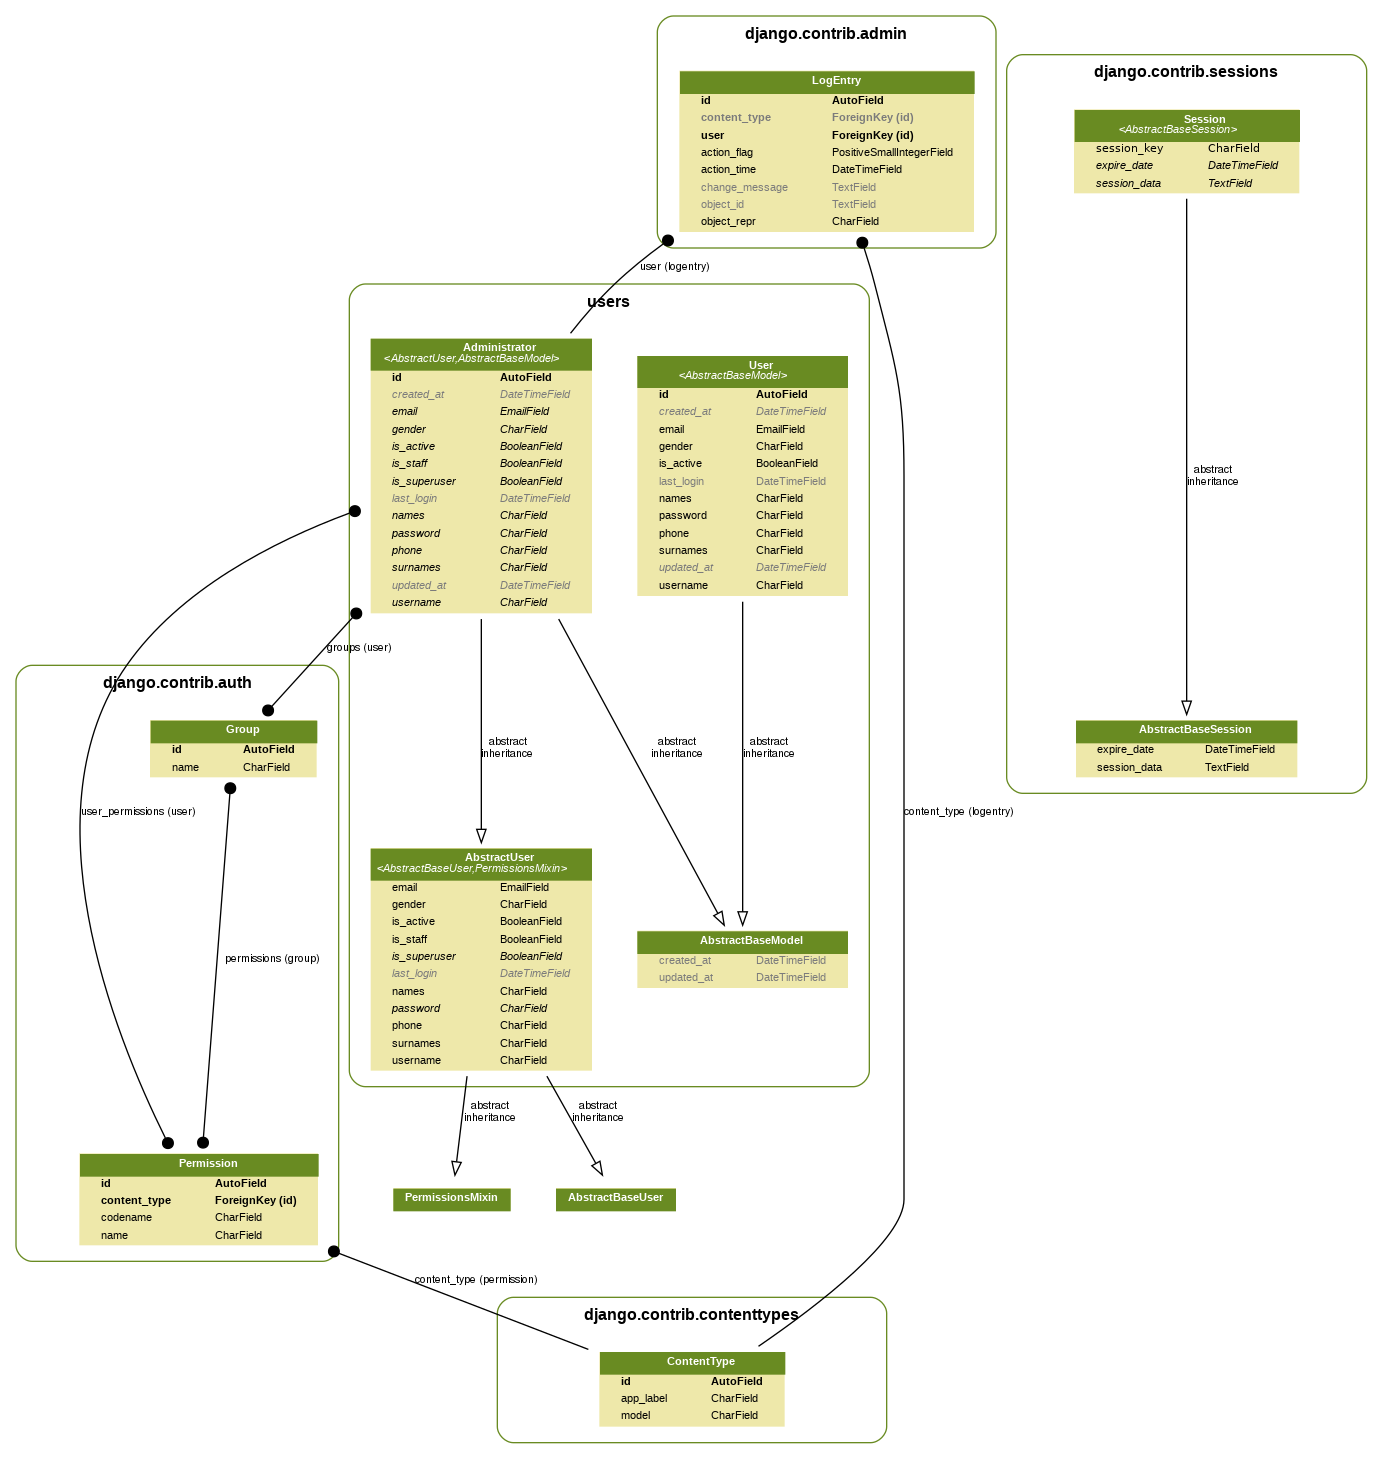 django.contrib.admin
LogEntry
id AutoField
content_type ForeignKey (id)
user ForeignKey (id)
action_flag PositiveSmallIntegerField
action_time DateTimeField
change_message TextField
object_id TextField
object_repr CharField
django.contrib.sessions
Session
<AbstractBaseSession>
session_key CharField
expire_date DateTimeField
session_data TextField
abstract
inheritance
AbstractBaseSession
expire_date DateTimeField
session_data TextField
user (logentry)
users
Administrator
<AbstractUser,AbstractBaseModel>
id AutoField
created_at DateTimeField
email EmailField
gender CharField
is_active BooleanField
is_staff BooleanField
is_superuser BooleanField
last_login DateTimeField
names CharField
password CharField
phone CharField
surnames CharField
updated_at DateTimeField
username CharField
User
<AbstractBaseModel>
id AutoField
created_at DateTimeField
email EmailField
gender CharField
is_active BooleanField
last_login DateTimeField
names CharField
password CharField
phone CharField
surnames CharField
updated_at DateTimeField
username CharField
groups (user)
django.contrib.auth
Group
id AutoField
name CharField
abstract
inheritance
abstract
inheritance
abstract
inheritance
user_permissions (user)
content_type (logentry)
AbstractUser
<AbstractBaseUser,PermissionsMixin>
email EmailField
gender CharField
is_active BooleanField
is_staff BooleanField
is_superuser BooleanField
last_login DateTimeField
names CharField
password CharField
phone CharField
surnames CharField
username CharField
AbstractBaseModel
created_at DateTimeField
updated_at DateTimeField
permissions (group)
abstract
inheritance
abstract
inheritance
Permission
id AutoField
content_type ForeignKey (id)
codename CharField
name CharField
PermissionsMixin
AbstractBaseUser
content_type (permission)
django.contrib.contenttypes
ContentType
id AutoField
app_label CharField
model CharField